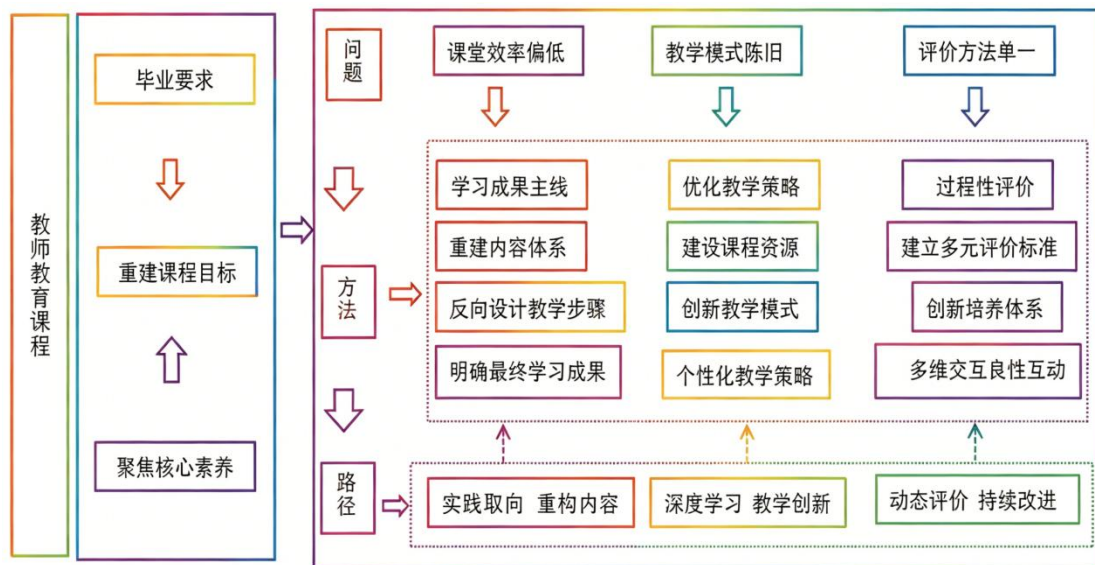 教师教育课程
毕业要求
重建课程目标
聚焦核心素养
问题
课堂效率偏低
教学模式陈旧
评价方法单一
方法
学习成果主线
优化教学策略
过程性评价
重建内容体系
建设课程资源
建立多元评价标准
反向设计教学步骤
创新教学模式
创新培养体系
明确最终学习成果
个性化教学策略
多维交互良性互动
路径
实践取向 重构内容
深度学习 教学创新
动态评价 持续改进